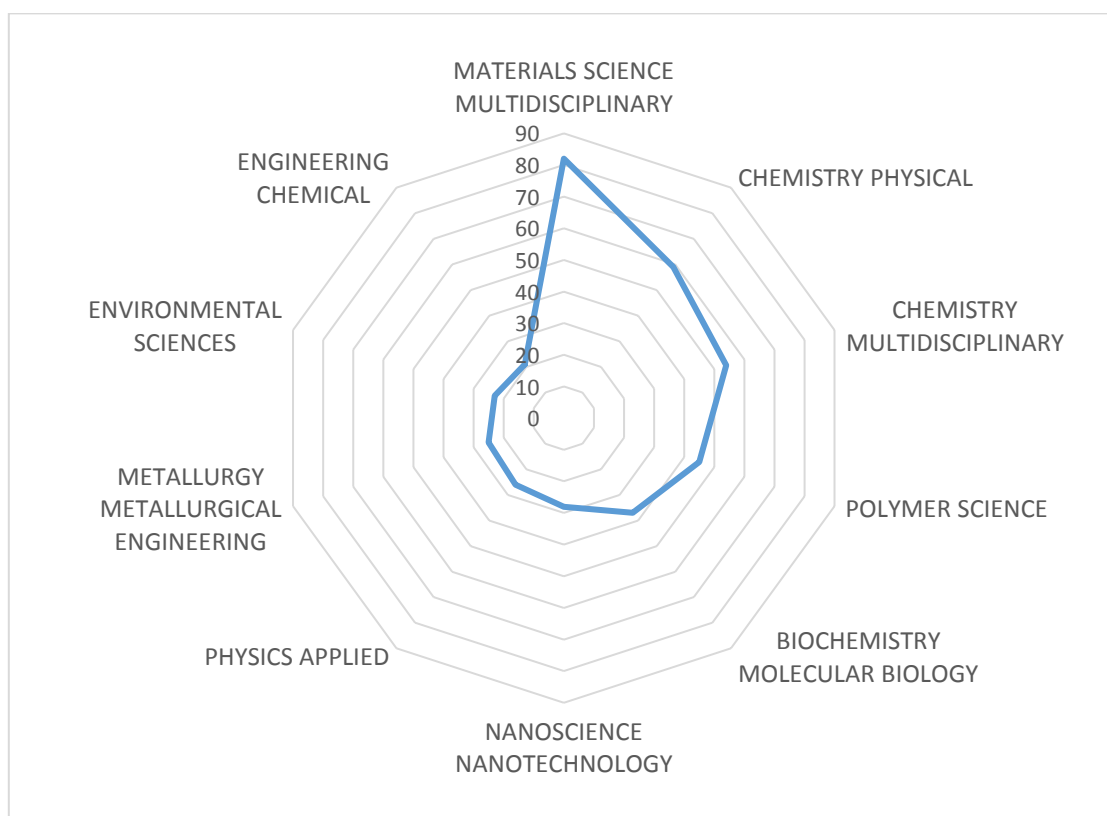 MATERIALS SCIENCE
MULTIDISCIPLINARY
CHEMISTRY PHYSICAL
CHEMISTRY
MULTIDISCIPLINARY
POLYMER SCIENCE
BIOCHEMISTRY
MOLECULAR BIOLOGY
NANOSCIENCE
NANOTECHNOLOGY
PHYSICS APPLIED
METALLURGY
METALLURGICAL
ENGINEERING
ENVIRONMENTAL
SCIENCES
ENGINEERING
CHEMICAL
90
80
70
60
50
40
30
20
10
0